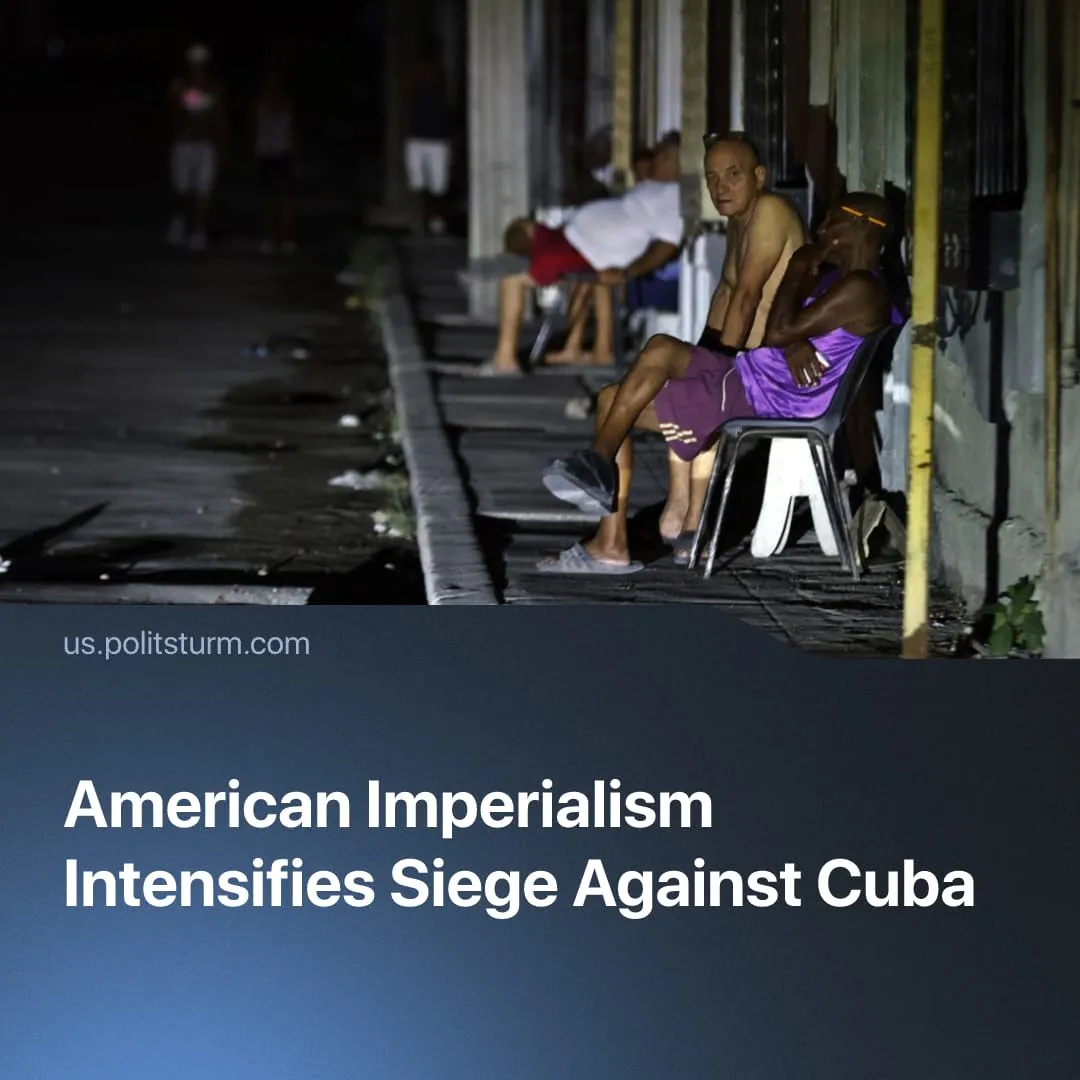 us.politsturm.com
American Imperialism
Intensifies Siege Against Cuba